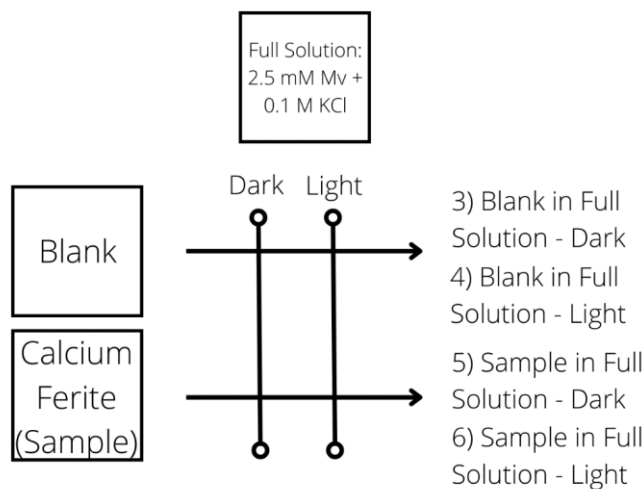 Full Solution:
2.5 mM Mv +
0.1 M KCl
Dark
Light
Blank
3) Blank in Full
Solution - Dark
4) Blank in Full
Solution - Light
Calcium
Ferite
(Sample)
5) Sample in Full
Solution - Dark
6) Sample in Full
Solution - Light